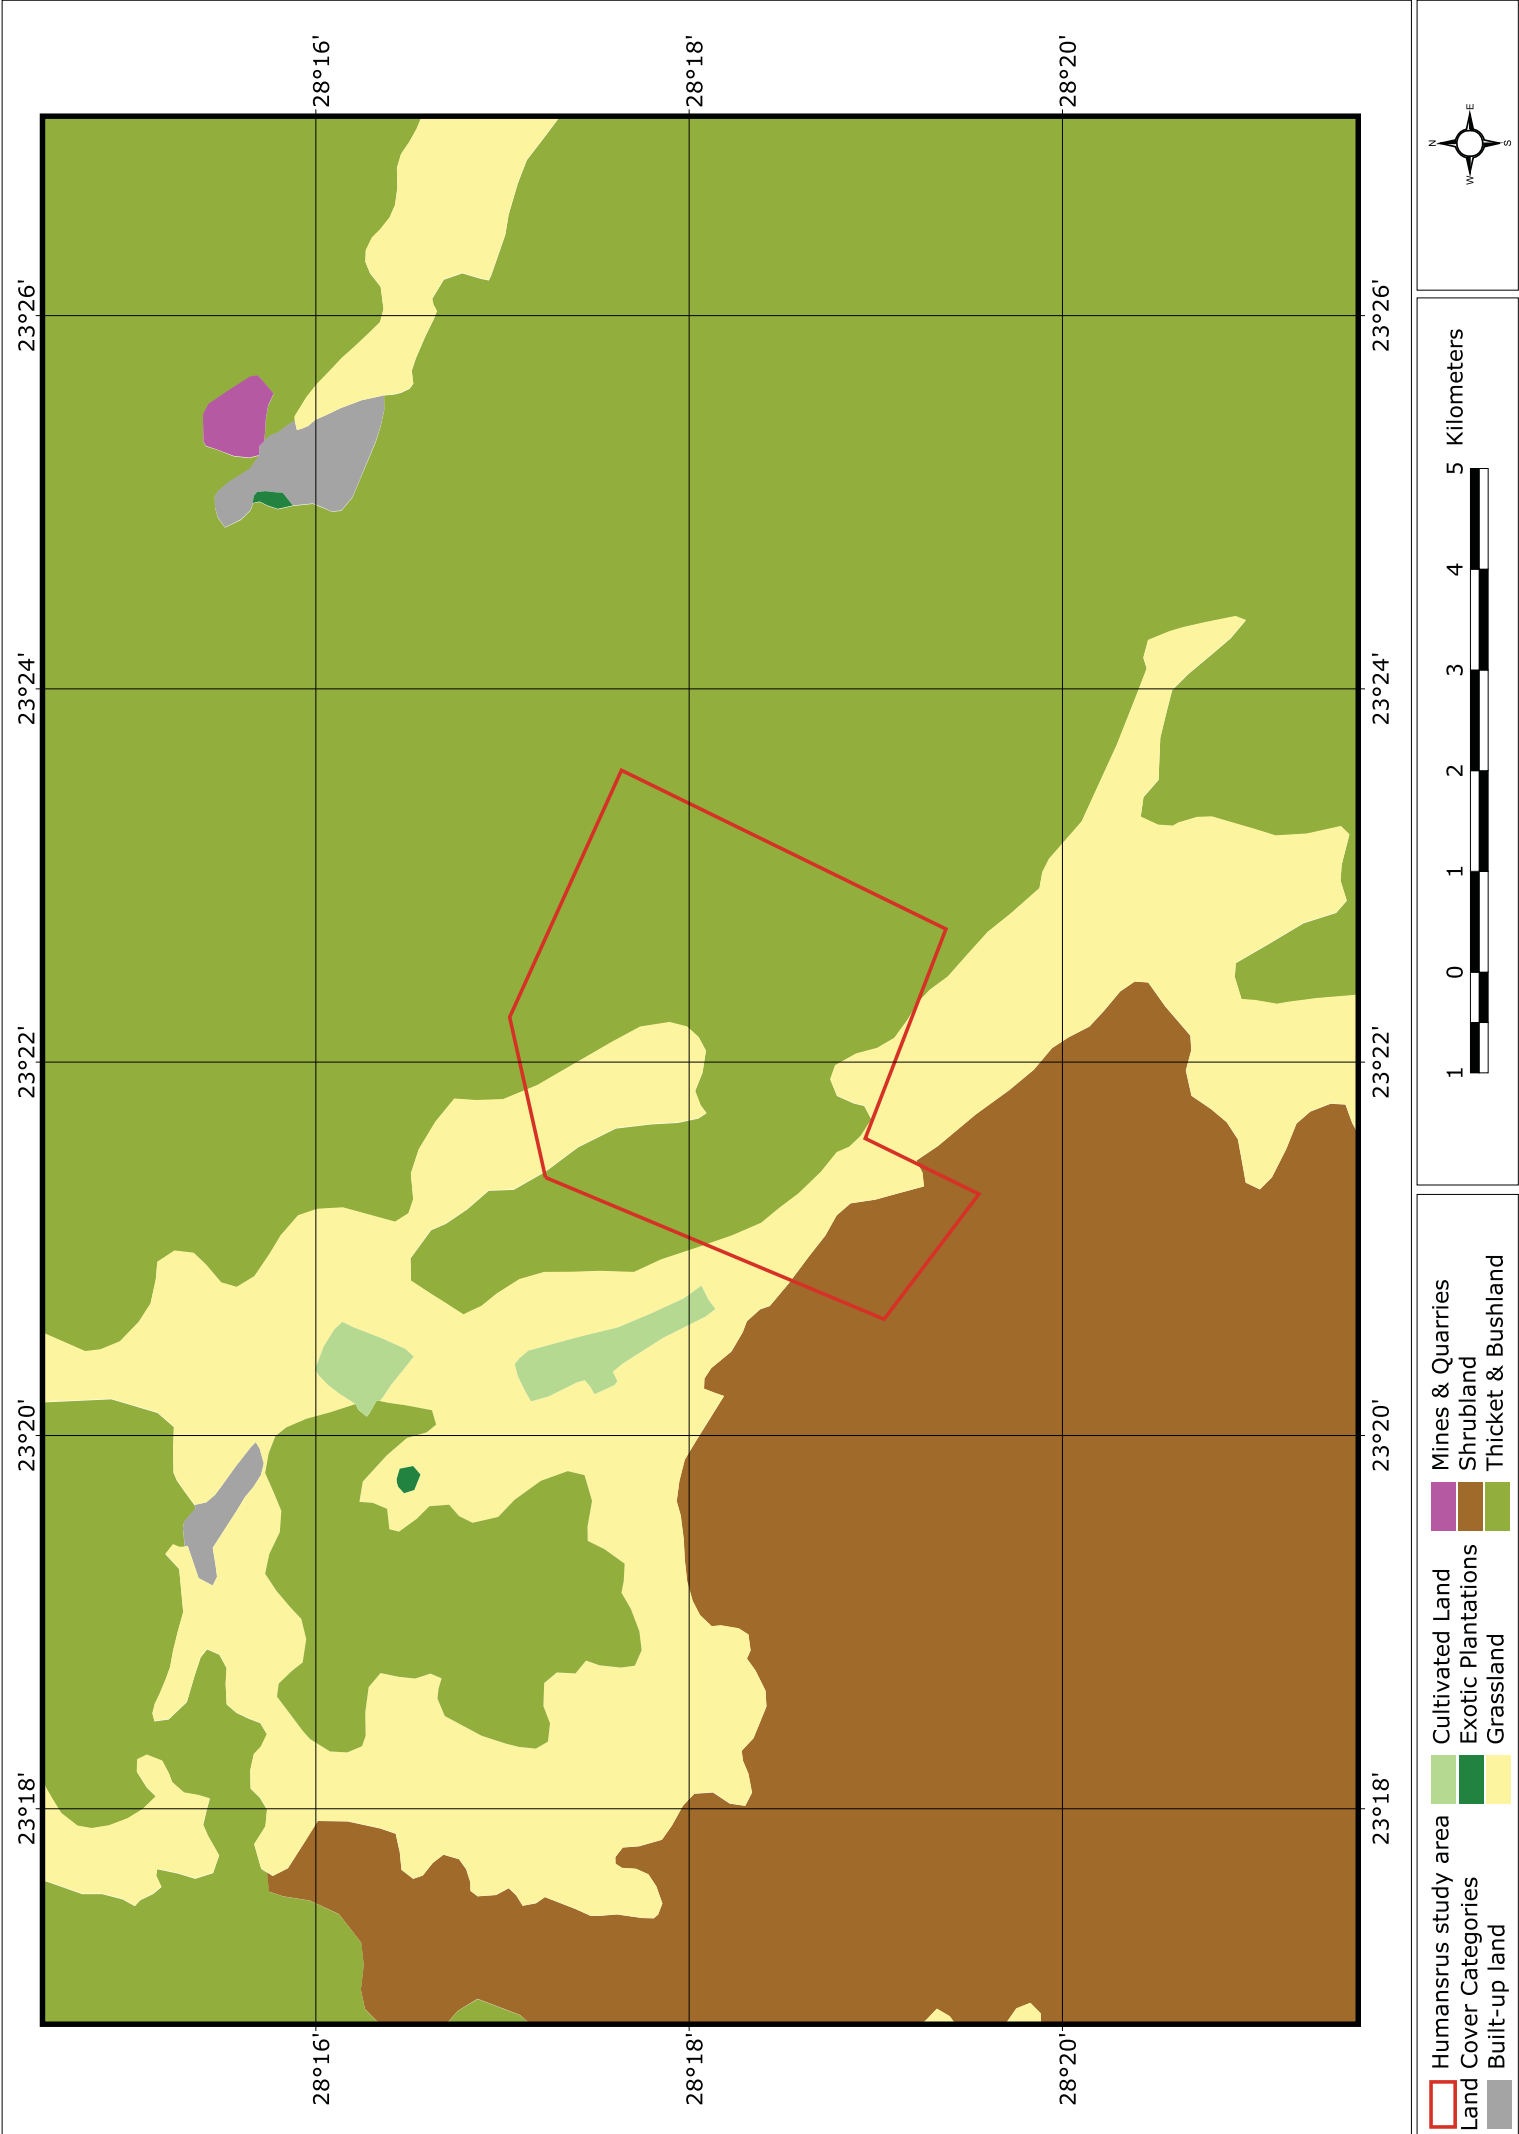 28°16'
28°18'
28°20'
23°26'
23°26'
23°24'
23°24'
23°22'
23°22'
23°20'
23°20'
23°18'
23°18'
28°16'
28°18'
28°20'
N
E
S
W
1 0 1 2 3 4 5 Kilometers
Humansrus study area
Land Cover Categories
Built-up land
Cultivated Land
Exotic Plantations
Grassland
Mines & Quarries
Shrubland
Thicket & Bushland